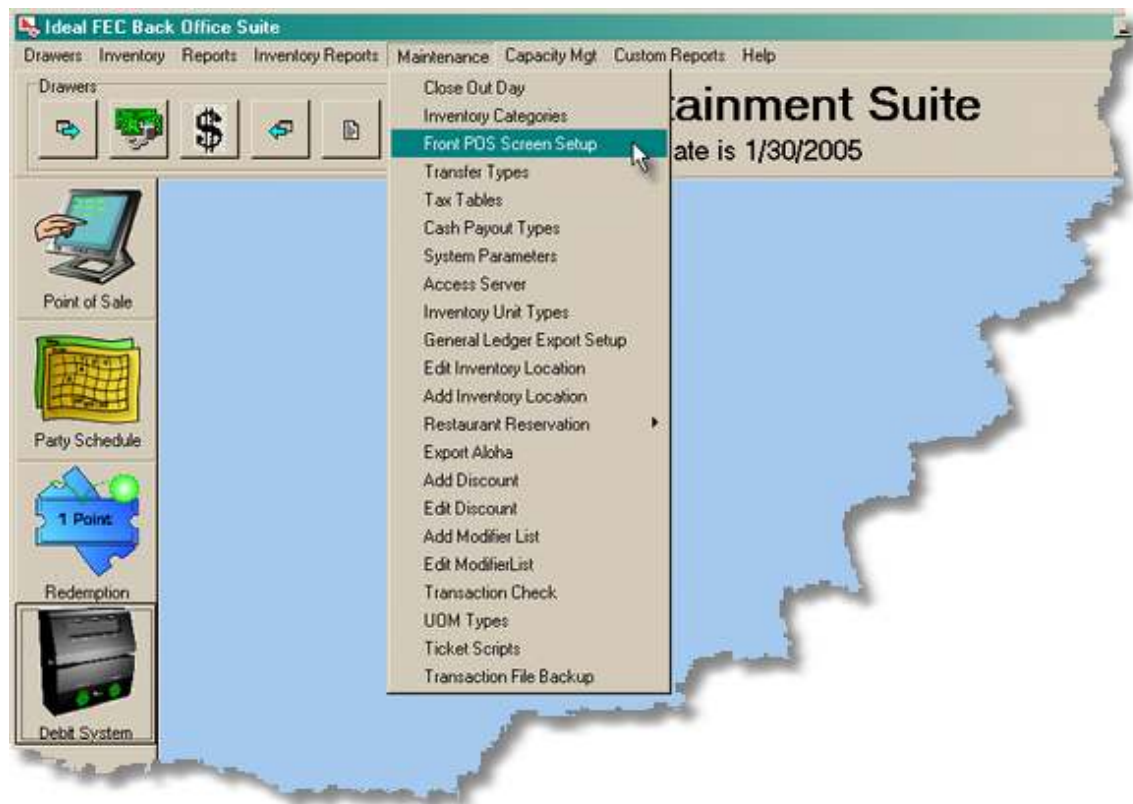 Ideal FEC Back Office Suite
Drawers Inventory Reports Inventory Reports Maintenance Capacity Mgt Custom Reports Help
Drawers
tainment Suite
ate is 1/30/2005
Close Out Day
Inventory Categories
Front POS Screen Setup
Transfer Types
Tax Tables
Cash Payout Types
System Parameters
Access Server
Inventory Unit Types
General Ledger Export Setup
Edit Inventory Location
Add Inventory Location
Restaurant Reservation
Export Aloha
Add Discount
Edit Discount
Add Modifier List
Edit ModifierList
Transaction Check
UOM Types
Ticket Scripts
Transaction File Backup
Point of Sale
Party Schedule
1 Point
Redemption
Debit System